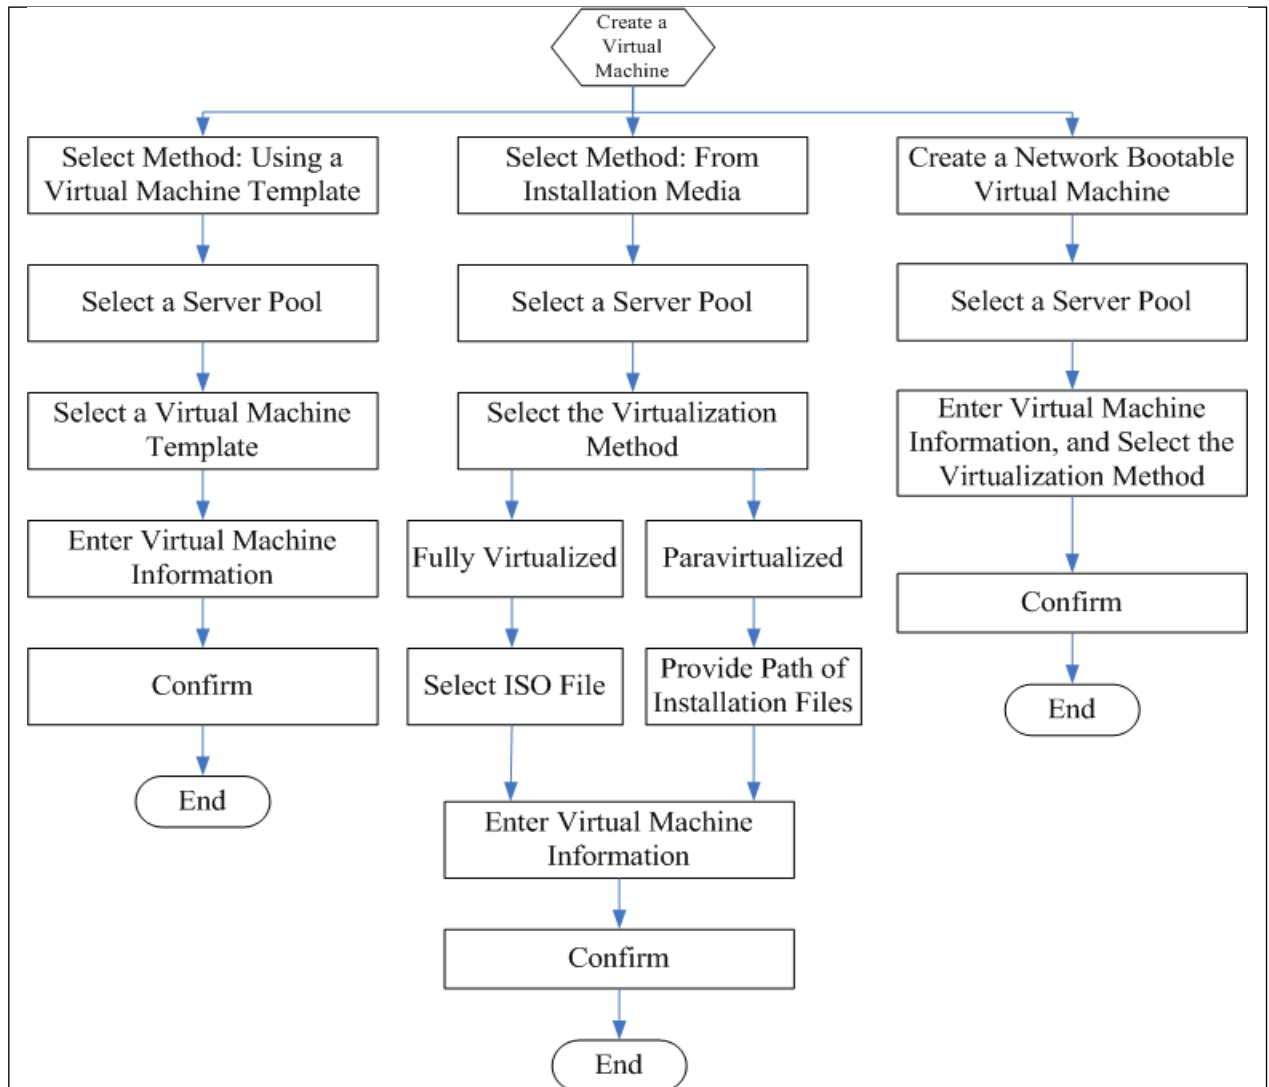 Create a
Virtual
Machine
Select Method: Using a
Virtual Machine Template
Select a Server Pool
Select a Virtual Machine
Template
Enter Virtual Machine
Information
Confirm
End
Select Method: From
Installation Media
Select a Server Pool
Select the Virtualization
Method
Fully Virtualized
Select ISO File
Paravirtualized
Provide Path of
Installation Files
Enter Virtual Machine
Information
Confirm
End
Create a Network Bootable
Virtual Machine
Select a Server Pool
Enter Virtual Machine
Information, and Select the
Virtualization Method
Confirm
End